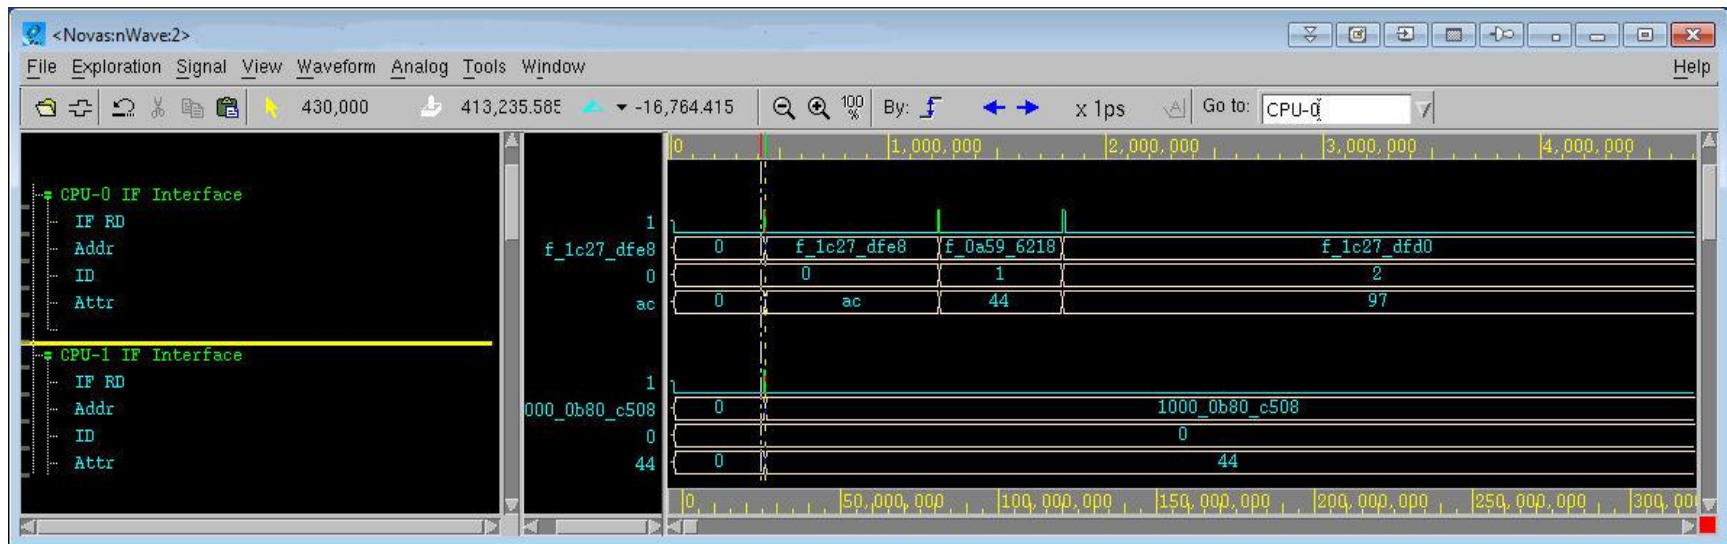 <Novas:nWave:2>
File Exploration Signal View Waveform Analog Tools Window Help
430,000 413,235.585 -16,764.415 100 % By: x 1ps Go to: CPU-0
0 1,000,000 2,000,000 3,000,000 4,000,000
CPU-0 IF Interface
IF RD 1
Addr f_1c27_dfe8 0 f_1c27_dfe8 f_0a59_6218 f_1c27_dfd0
ID 0 0 1 2
Attr ac 0 ac 44 97
CPU-1 IF Interface
IF RD 1
Addr 000_0b80_c508 0 1000_0b80_c508
ID 0 0
Attr 44 0 44
0 50,000,000 100,000,000 150,000,000 200,000,000 250,000,000 300,00